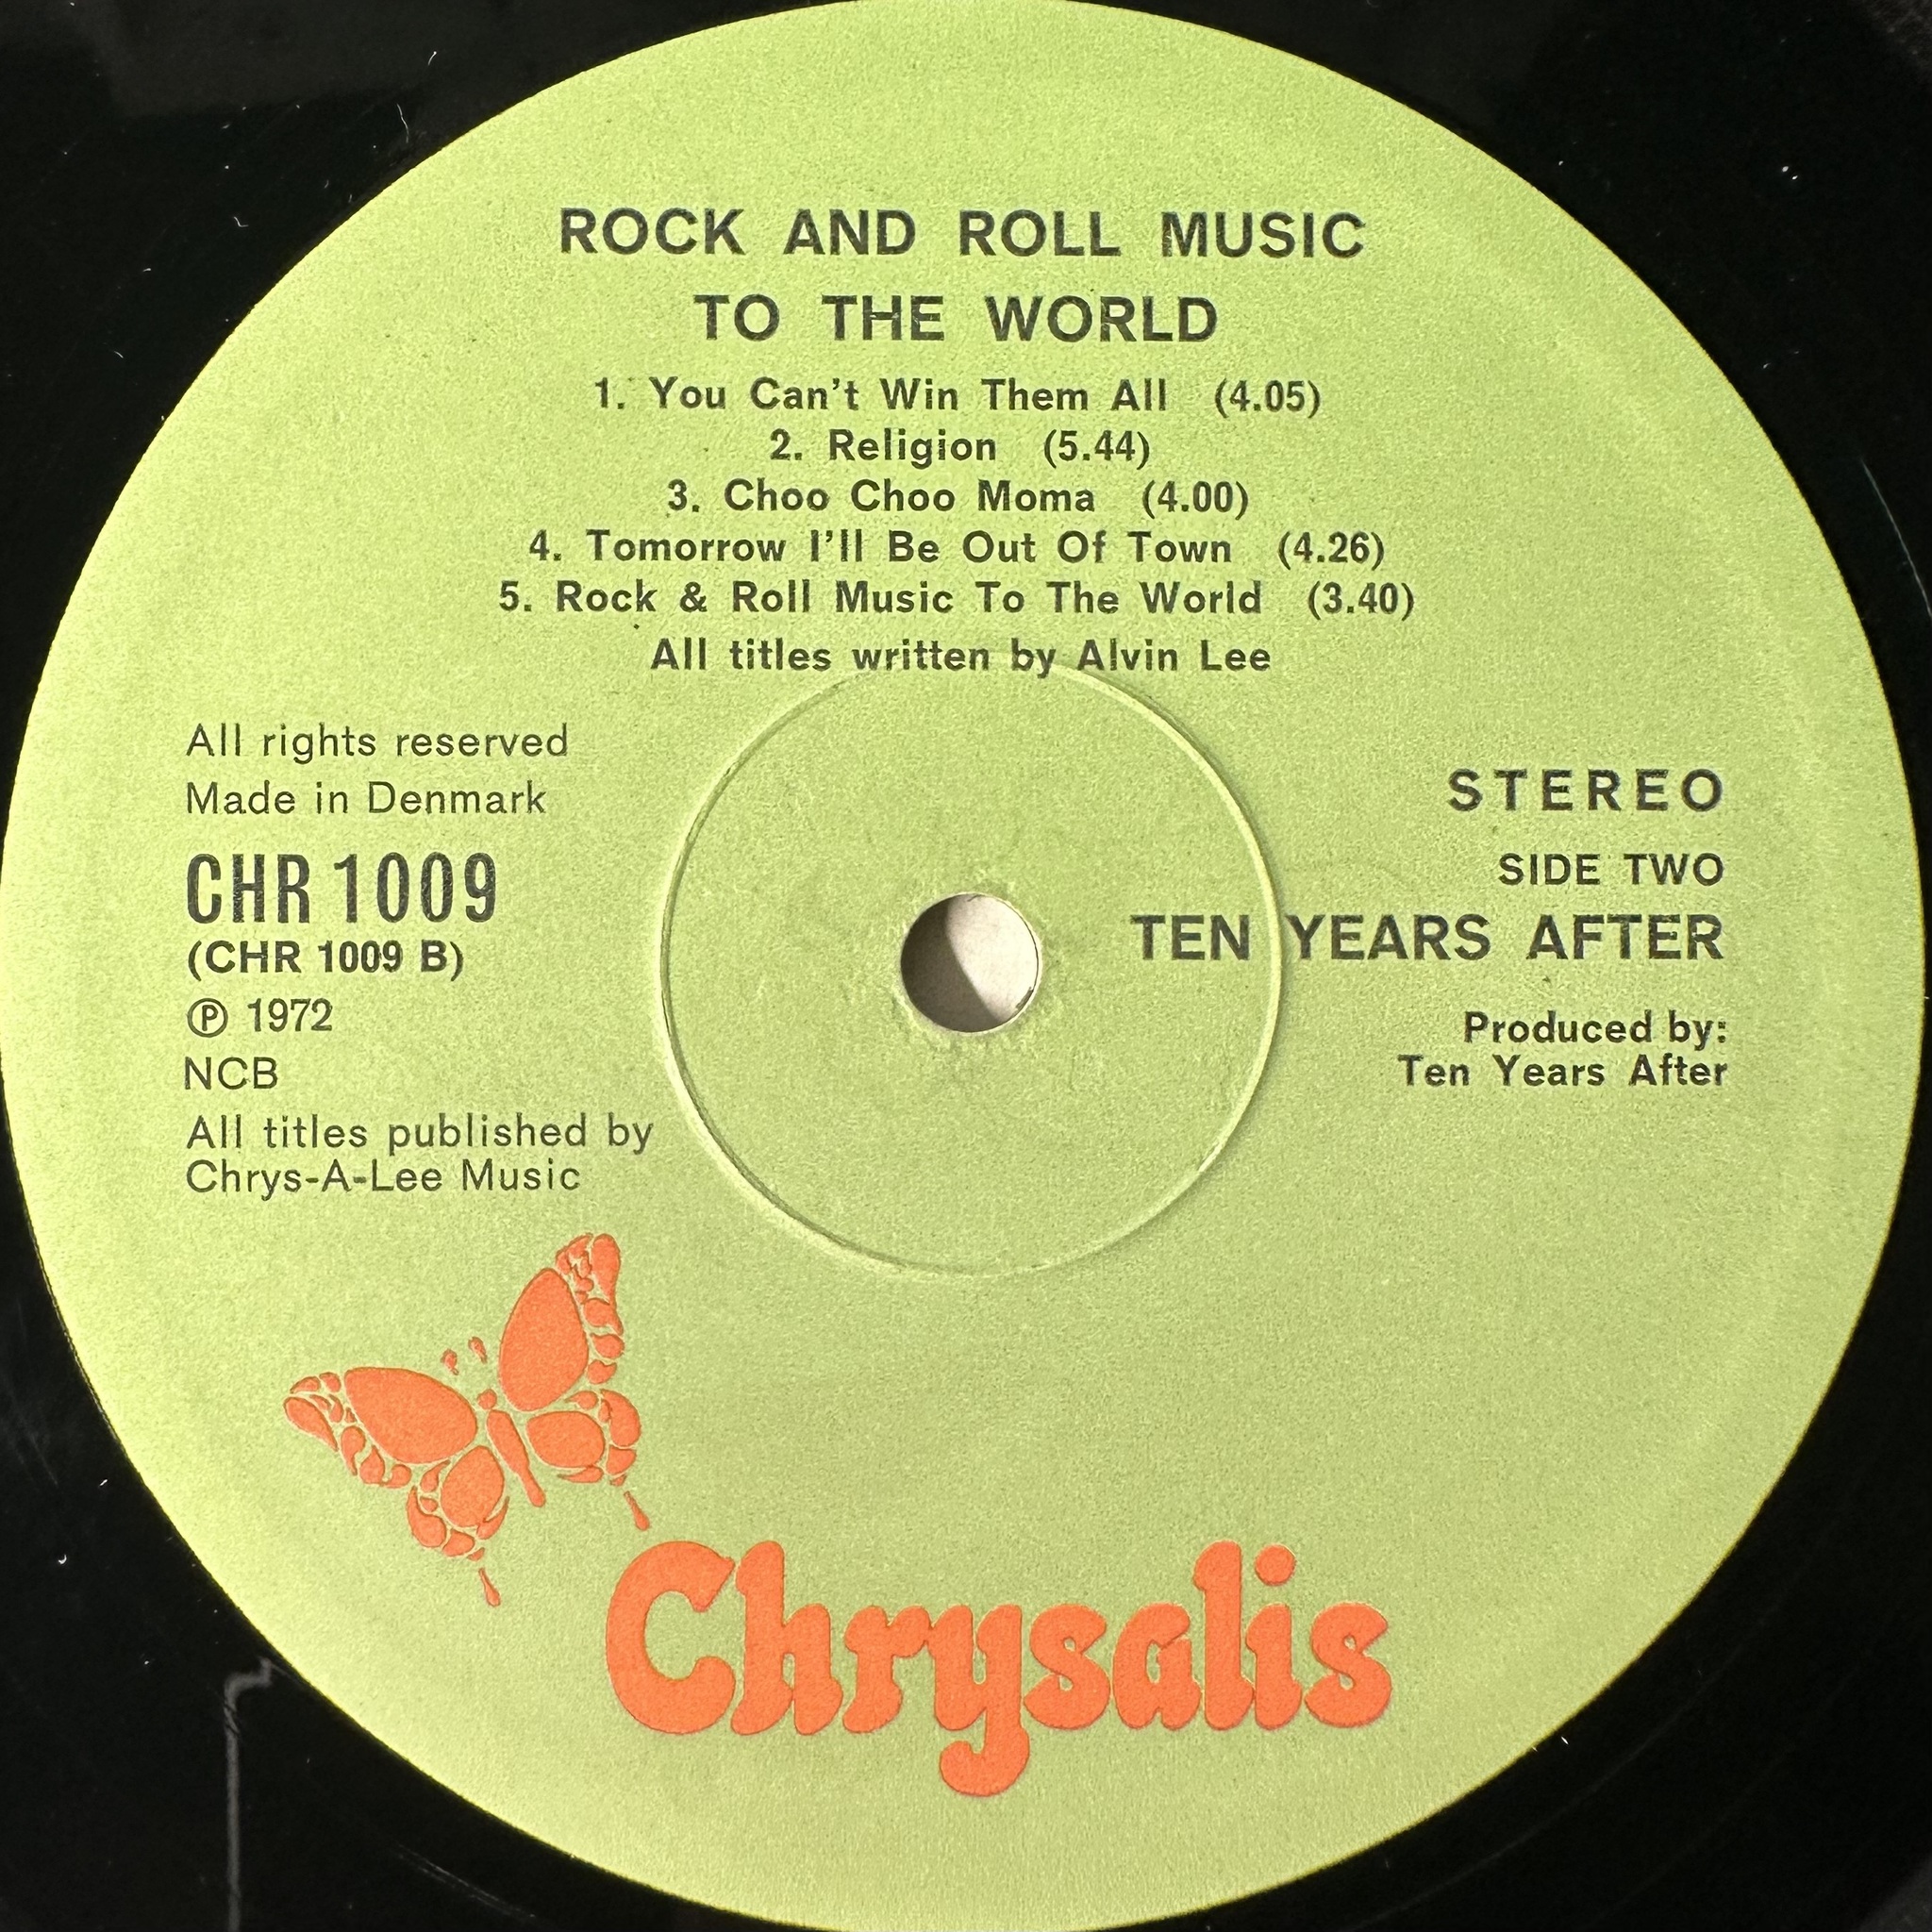 ROCK AND ROLL MUSIC
TO THE WORLD
1. You Can't Win Them All (4.05)
2. Religion (5.44)
3. Choo Choo Moma (4.00)
4. Tomorrow I'll Be Out Of Town (4.26)
5. Rock & Roll Music To The World (3.40)
All titles written by Alvin Lee
All rights reserved
Made in Denmark
CHR 1009
(CHR 1009 B)
℗ 1972
NCB
All titles published by
Chrys-A-Lee Music
STEREO
SIDE TWO
TEN YEARS AFTER
Produced by:
Ten Years After
Chrysalis